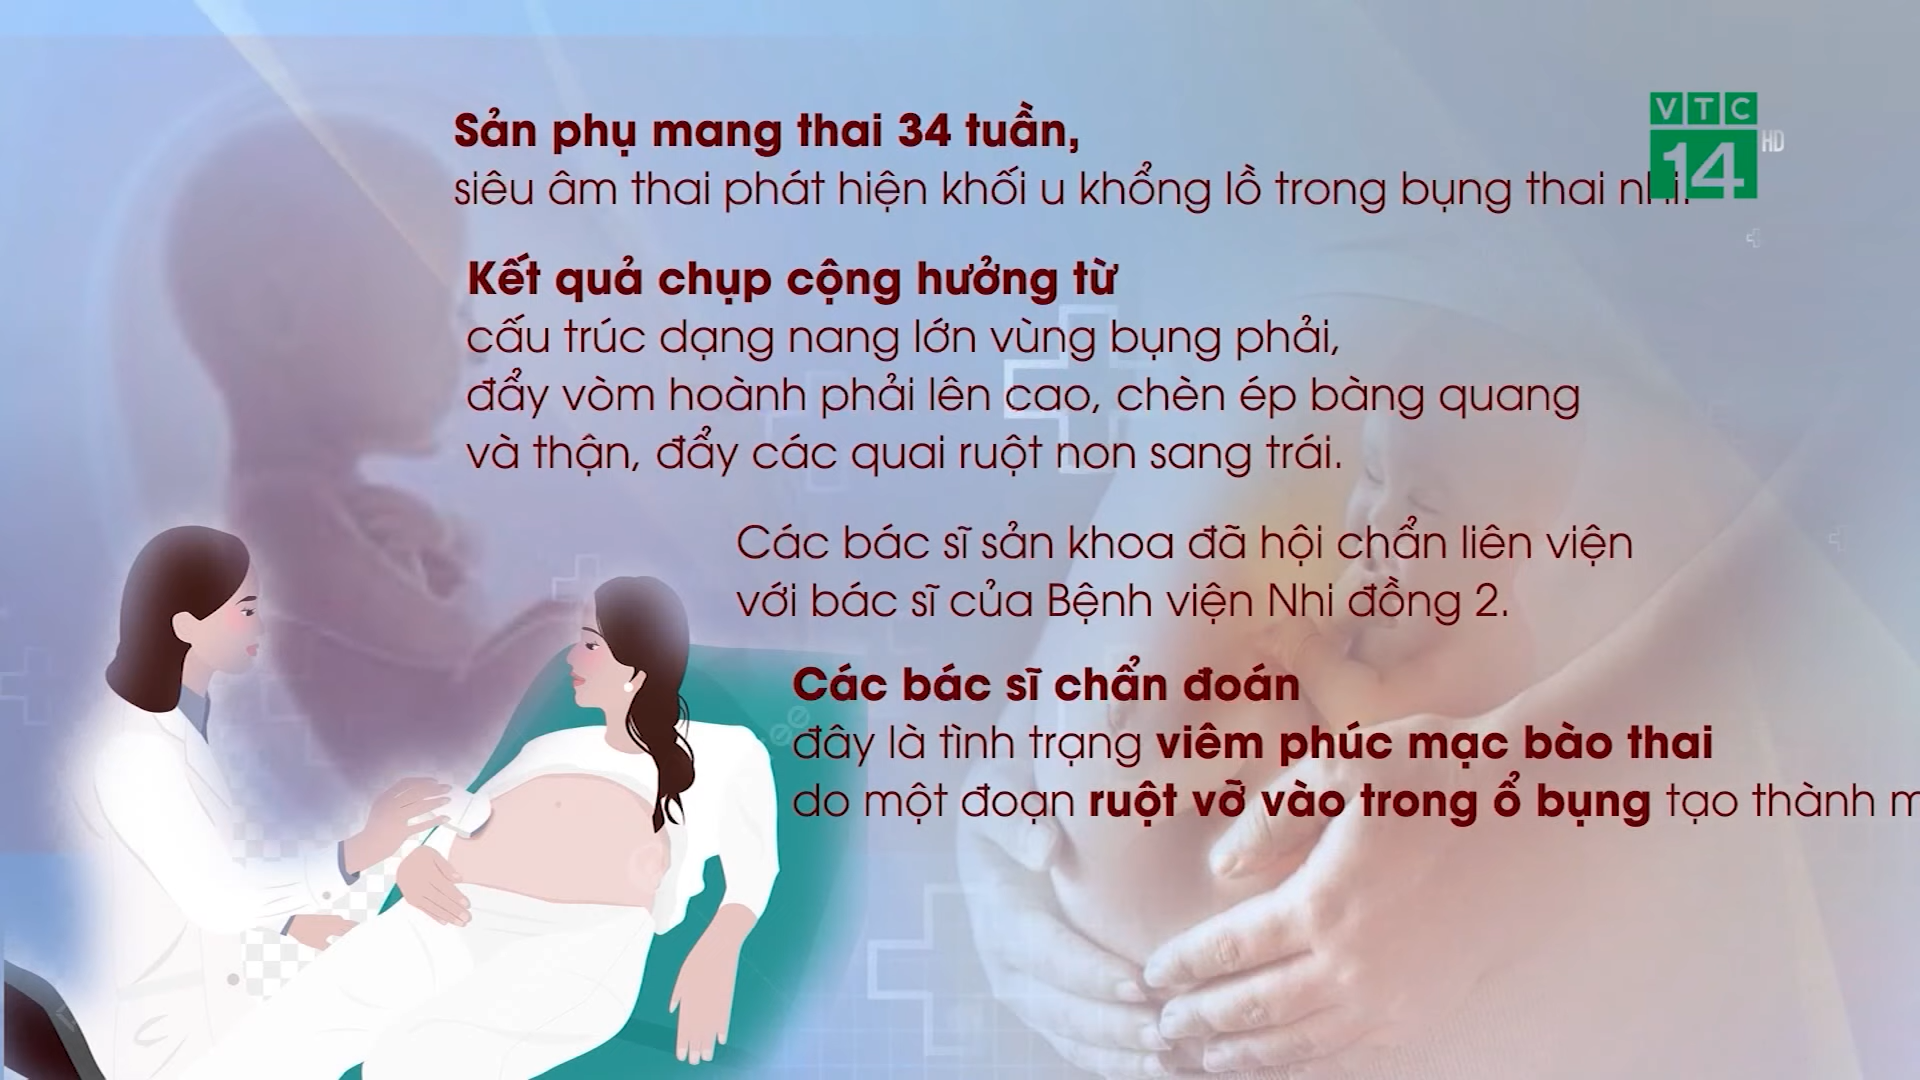 Sản phụ mang thai 34 tuần,
siêu âm thai phát hiện khối u khổng lồ trong bụng thai nhi.
VTC
14
HD
Kết quả chụp cộng hưởng từ
cấu trúc dạng nang lớn vùng bụng phải,
đẩy vòm hoành phải lên cao, chèn ép bàng quang
và thận, đẩy các quai ruột non sang trái.
Các bác sĩ sản khoa đã hội chẩn liên viện
với bác sĩ của Bệnh viện Nhi đồng 2.
Các bác sĩ chẩn đoán
đây là tình trạng viêm phúc mạc bào thai
do một đoạn ruột vỡ vào trong ổ bụng tạo thành